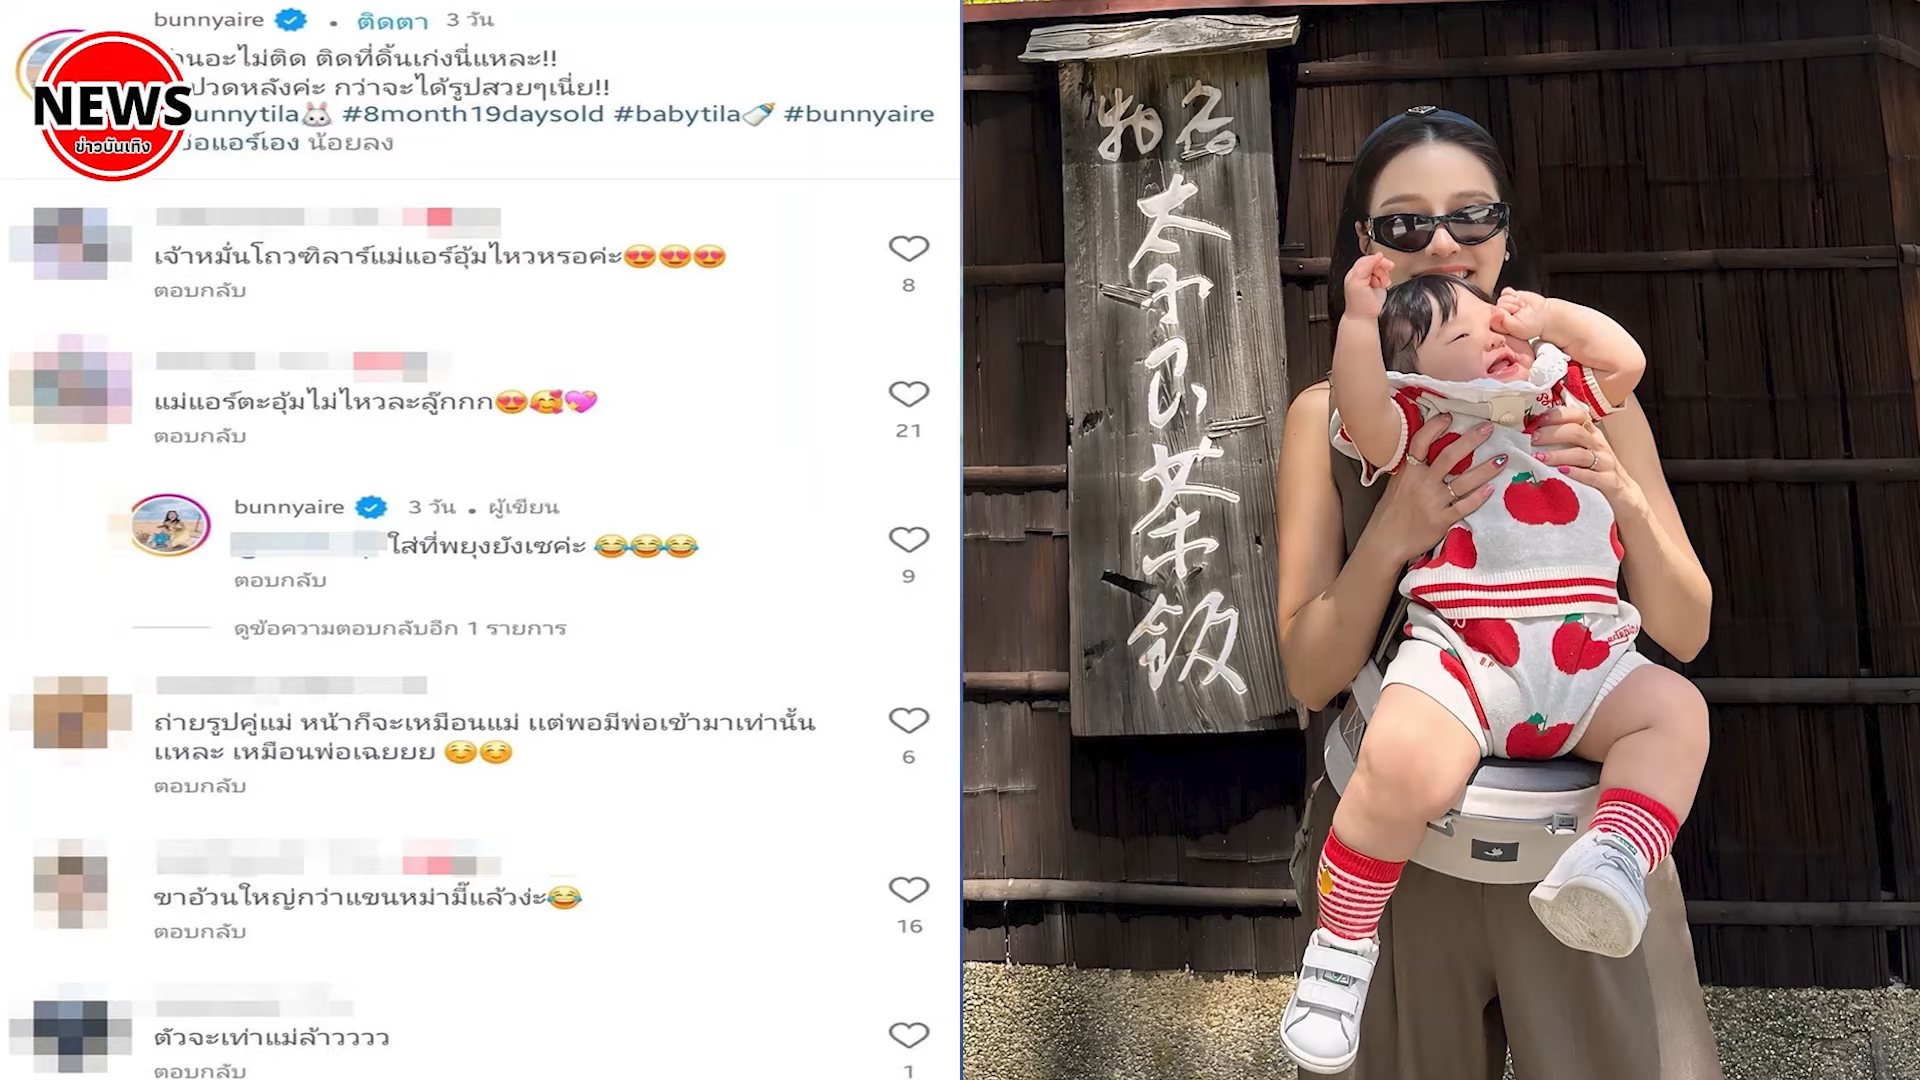 bunnyaire • ติดตา 3 วัน
านอะไม่ติด ติดที่ดิ้นเก่งนี่แหละ!!
ปวดหลังค่ะ กว่าจะได้รูปสวยๆเนี่ย!!
unnytila🐰 #8month19daysold #babytila🍼 #bunnyaire
อแอร์เอง น้อยลง
NEWS
ข่าวบันเทิง
เจ้าหมั่นโถวฑิลาร์แม่แอร์อุ้มไหวหรอค่ะ😍😍😍
8
ตอบกลับ
แม่แอร์ตะอุ้มไม่ไหวละลู๊กกก😍🥰💖
21
ตอบกลับ
bunnyaire 3 วัน • ผู้เขียน
ใส่ที่พยุงยังเซค่ะ 😂😂😂
9
ตอบกลับ
ดูข้อความตอบกลับอีก 1 รายการ
ถ่ายรูปคู่แม่ หน้าก็จะเหมือนแม่ แต่พอมีพ่อเข้ามาเท่านั้น
แหละ เหมือนพ่อเฉยยย ☺️☺️
6
ตอบกลับ
ขาอ้วนใหญ่กว่าแขนหม่ามี๊แล้วง่ะ😂
16
ตอบกลับ
ตัวจะเท่าแม่ล้าวววว
1
ตอบกลับ
名物
奈良茶飯